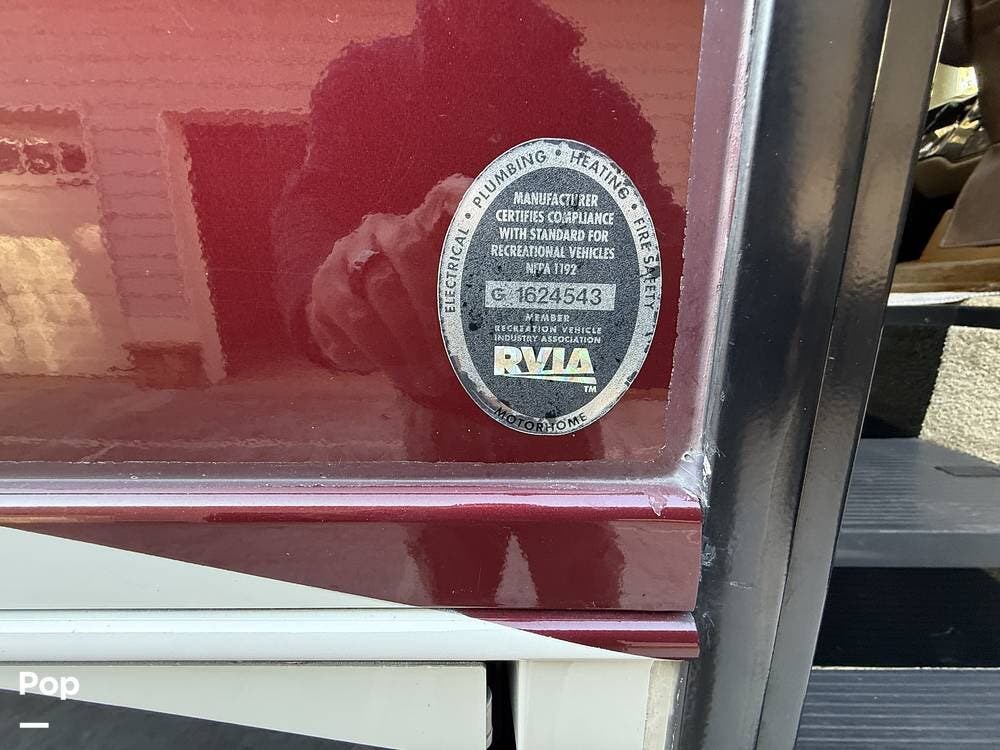 ELECTRICAL • PLUMBING • HEATING • FIRE SAFETY
MANUFACTURER
CERTIFIES COMPLIANCE
WITH STANDARD FOR
RECREATIONAL VEHICLES
NFPA 1192
G 1624543
MEMBER
RECREATION VEHICLE
INDUSTRY ASSOCIATION
RVIA
TM
MOTORHOME
Pop